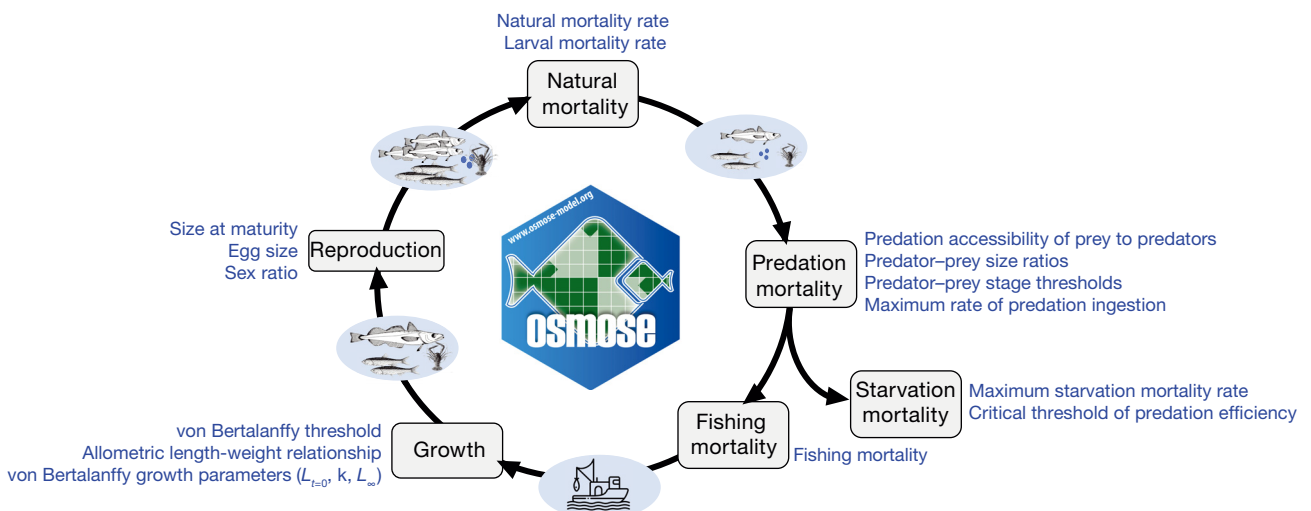 Natural mortality rate
Larval mortality rate
Natural
mortality
Size at maturity
Egg size
Sex ratio
Reproduction
www.osmose-model.org
osmose
Predation
mortality
Predation accessibility of prey to predators
Predator–prey size ratios
Predator–prey stage thresholds
Maximum rate of predation ingestion
Starvation
mortality
Maximum starvation mortality rate
Critical threshold of predation efficiency
Fishing
mortality
Fishing mortality
von Bertalanffy threshold
Allometric length-weight relationship
von Bertalanffy growth parameters (Lₜ₌₀, k, L∞)
Growth